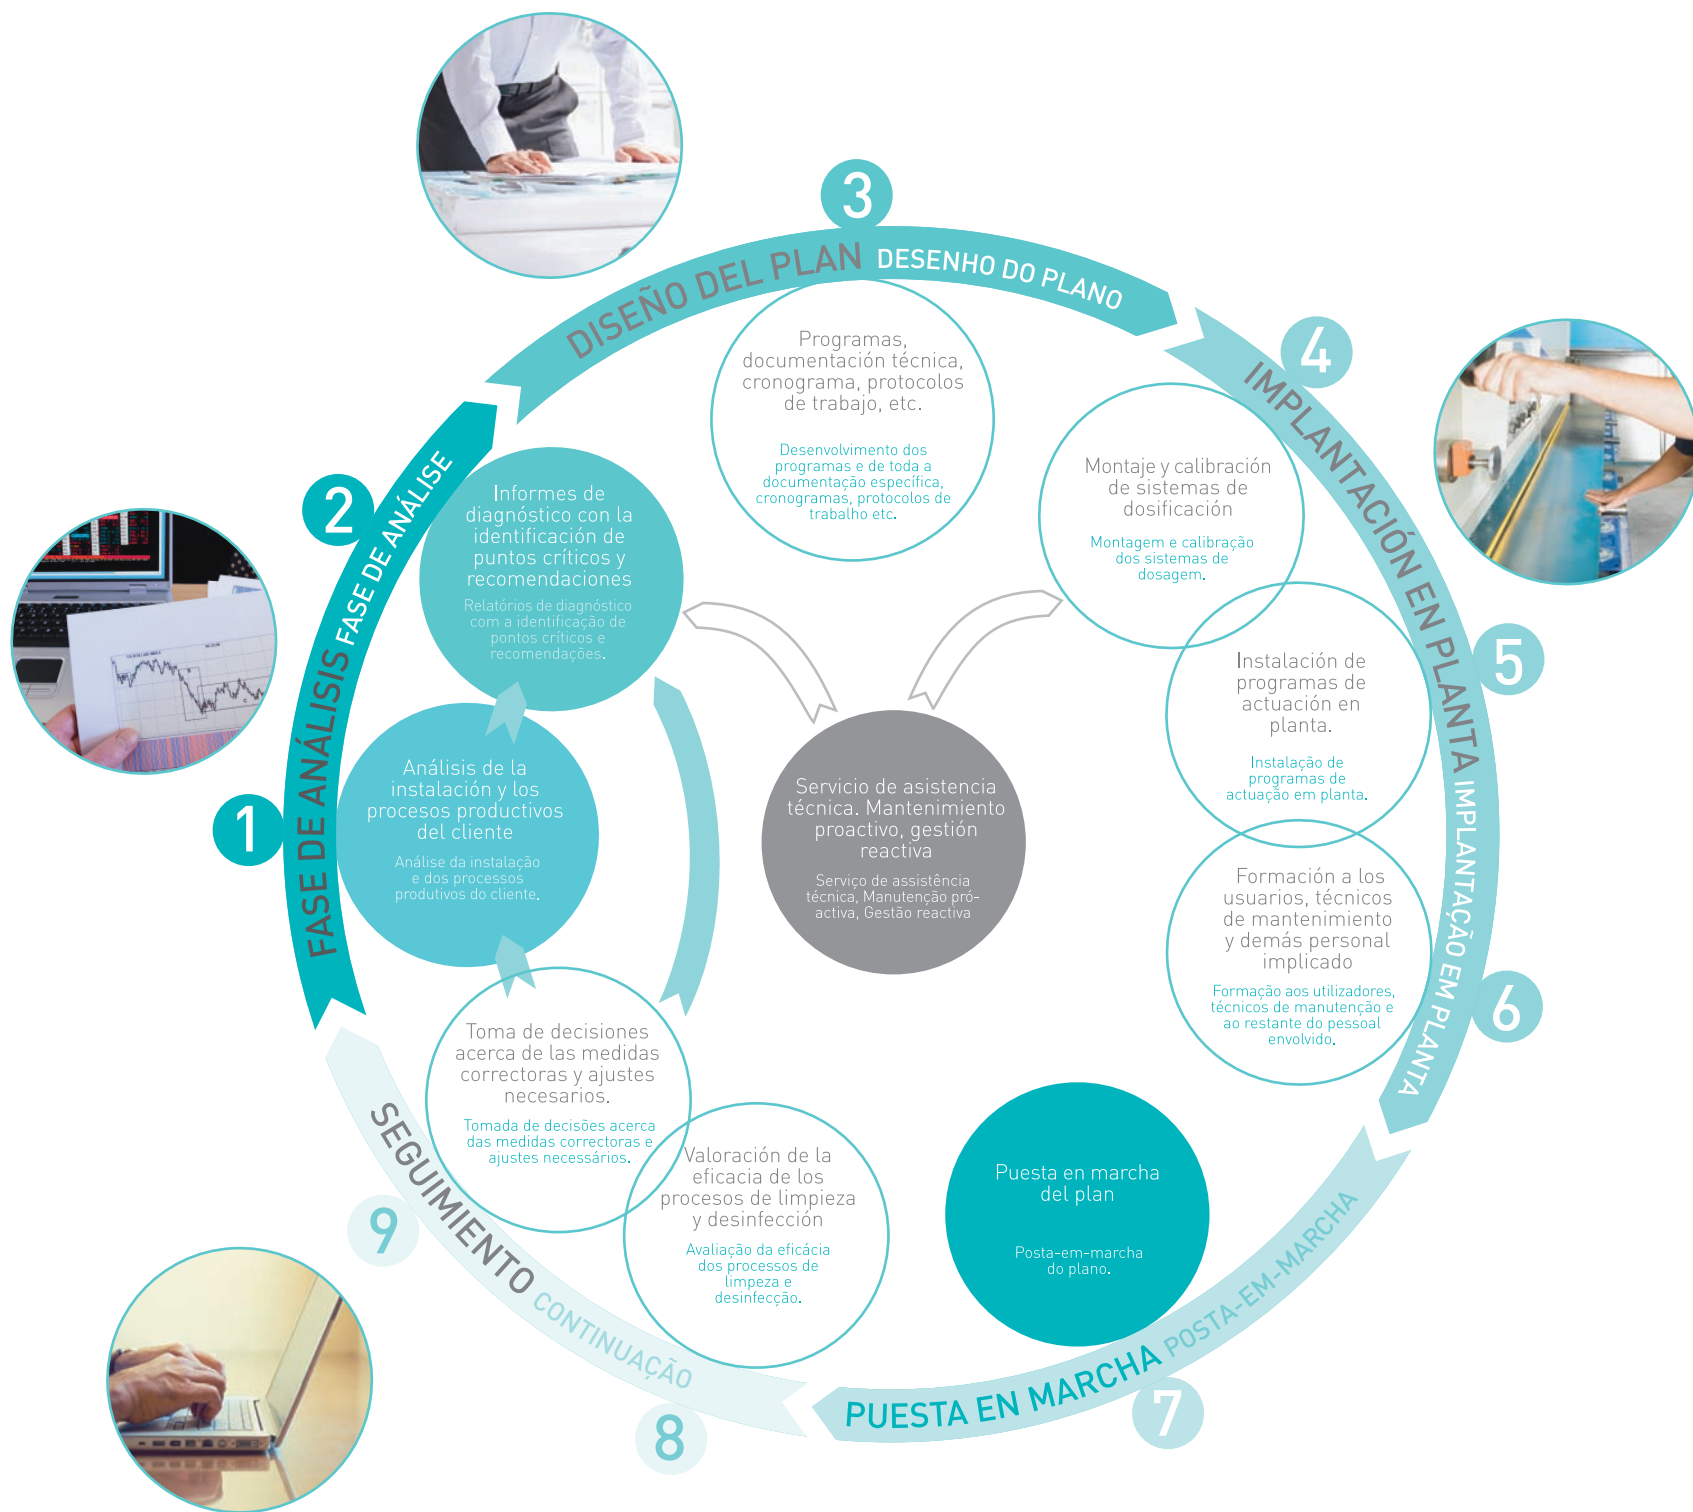 3
DISEÑO DEL PLAN DESENHO DO PLANO
Programas,
documentación técnica,
cronograma, protocolos
de trabajo, etc.
Desenvolvimento dos
programas e de toda a
documentação específica,
cronogramas, protocolos de
trabalho etc.
4
IMPLANTACIÓN EN PLANTA IMPLANTAÇÃO EM PLANTA
Montaje y calibración
de sistemas de
dosificación
Montagem e calibração
dos sistemas de
dosagem.
5
Instalación de
programas de
actuación en
planta.
Instalação de
programas de
actuação em planta.
6
Formación a los
usuarios, técnicos
de mantenimiento
y demás personal
implicado
Formação aos utilizadores,
técnicos de manutenção e
ao restante do pessoal
envolvido.
7
PUESTA EN MARCHA POSTA-EM-MARCHA
Puesta en marcha
del plan
Posta-em-marcha
do plano.
8
SEGUIMIENTO CONTINUAÇÃO
Valoración de la
eficacia de los
procesos de limpieza
y desinfección
Avaliação da eficácia
dos processos de
limpeza e
desinfecção.
9
Toma de decisiones
acerca de las medidas
correctoras y ajustes
necesarios.
Tomada de decisões acerca
das medidas correctoras e
ajustes necessários.
1
FASE DE ANÁLISIS FASE DE ANÁLISE
Análisis de la
instalación y los
procesos productivos
del cliente
Análise da instalação
e dos processos
produtivos do cliente.
2
Informes de
diagnóstico con la
identificación de
puntos críticos y
recomendaciones
Relatórios de diagnóstico
com a identificação de
pontos críticos e
recomendações.
Servicio de asistencia
técnica. Mantenimiento
proactivo, gestión
reactiva
Serviço de assistência
técnica, Manutenção pró-
activa, Gestão reactiva